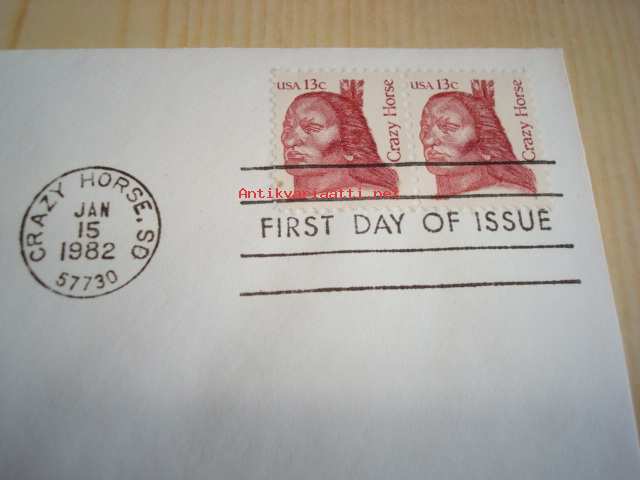 USA 13c
Crazy Horse
USA 13c
Crazy Horse
CRAZY HORSE, SD
JAN
15
1982
57730
Antikvariaatti.net
FIRST DAY OF ISSUE